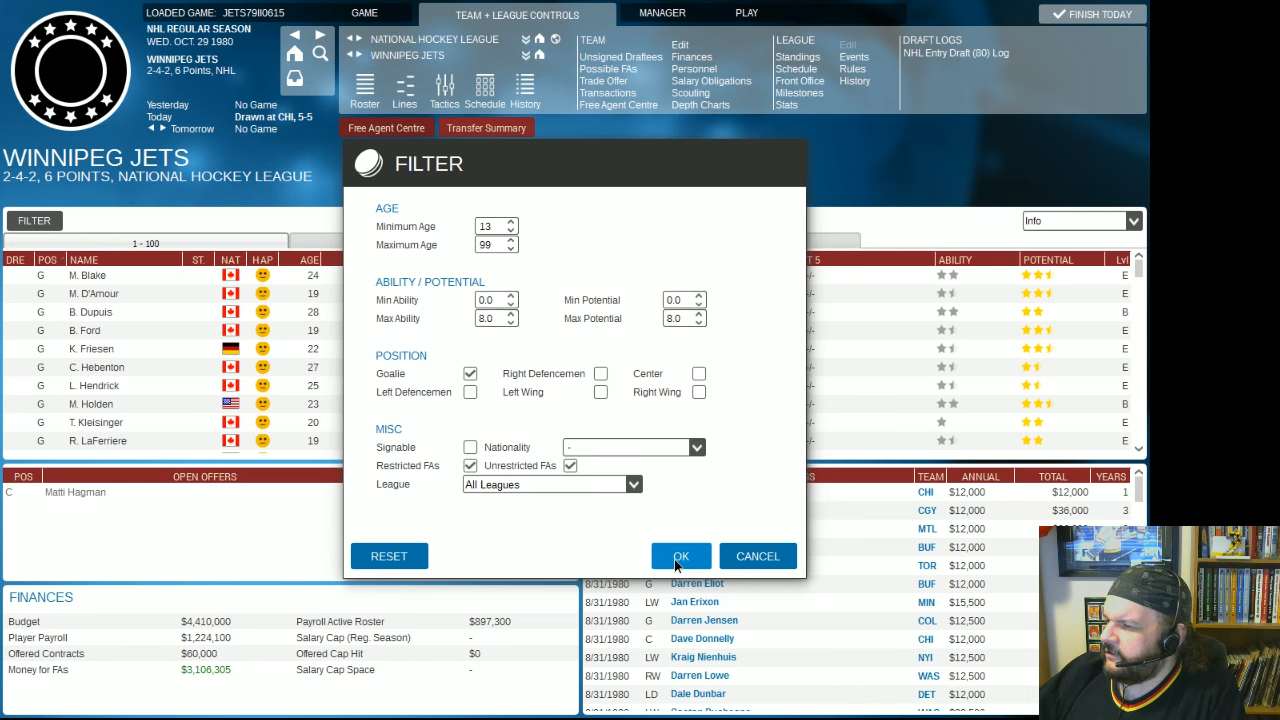 LOADED GAME: JETS79II0615
GAME
TEAM + LEAGUE CONTROLS
MANAGER
PLAY
FINISH TODAY
NHL REGULAR SEASON
WED. OCT. 29 1980
WINNIPEG JETS
2-4-2, 6 POINTS, NHL
Yesterday No Game
Today Drawn at CHI, 5-5
Tomorrow No Game
NATIONAL HOCKEY LEAGUE
WINNIPEG JETS
Roster Lines Tactics Schedule History
TEAM
Unsigned Draftees
Possible FAs
Trade Offer
Transactions
Free Agent Centre
Edit
Finances
Personnel
Salary Obligations
Scouting
Depth Charts
LEAGUE
Standings
Schedule
Front Office
Milestones
Stats
Edit
Events
Rules
History
DRAFT LOGS
NHL Entry Draft (80) Log
Free Agent Centre
Transfer Summary
WINNIPEG JETS
2-4-2, 6 POINTS, NATIONAL HOCKEY LEAGUE
FILTER
Info
1 - 100
DRE POS NAME ST. NAT HAP AGE
ABILITY POTENTIAL Lvl
G M. Blake 24 E
G M. D'Amour 19 E
G B. Dupuis 28 B
G B. Ford 19 E
G K. Friesen 22 E
G C. Hebenton 27 E
G L. Hendrick 25 E
G M. Holden 23 B
G T. Kleisinger 20 E
G R. LaFerriere 19 E
FILTER
AGE
Minimum Age 13
Maximum Age 99
ABILITY / POTENTIAL
Min Ability 0.0 Min Potential 0.0
Max Ability 8.0 Max Potential 8.0
POSITION
Goalie Right Defencemen Center
Left Defencemen Left Wing Right Wing
MISC
Signable Nationality -
Restricted FAs Unrestricted FAs
League All Leagues
RESET OK CANCEL
POS OPEN OFFERS
C Matti Hagman
TEAM ANNUAL TOTAL YEARS
CHI $12,000 $12,000 1
CGY $12,000 $36,000 3
MTL $12,000
BUF $12,000
TOR $12,000
8/31/1980 G Darren Eliot BUF $12,000
8/31/1980 LW Jan Erixon MIN $15,500
8/31/1980 G Darren Jensen COL $12,500
8/31/1980 C Dave Donnelly CHI $12,000
8/31/1980 LW Kraig Nienhuis NYI $12,500
8/31/1980 RW Darren Lowe WAS $12,500
8/31/1980 LD Dale Dunbar DET $12,000
FINANCES
Budget $4,410,000 Payroll Active Roster $897,300
Player Payroll $1,224,100 Salary Cap (Reg. Season) -
Offered Contracts $60,000 Offered Cap Hit $0
Money for FAs $3,106,305 Salary Cap Space -